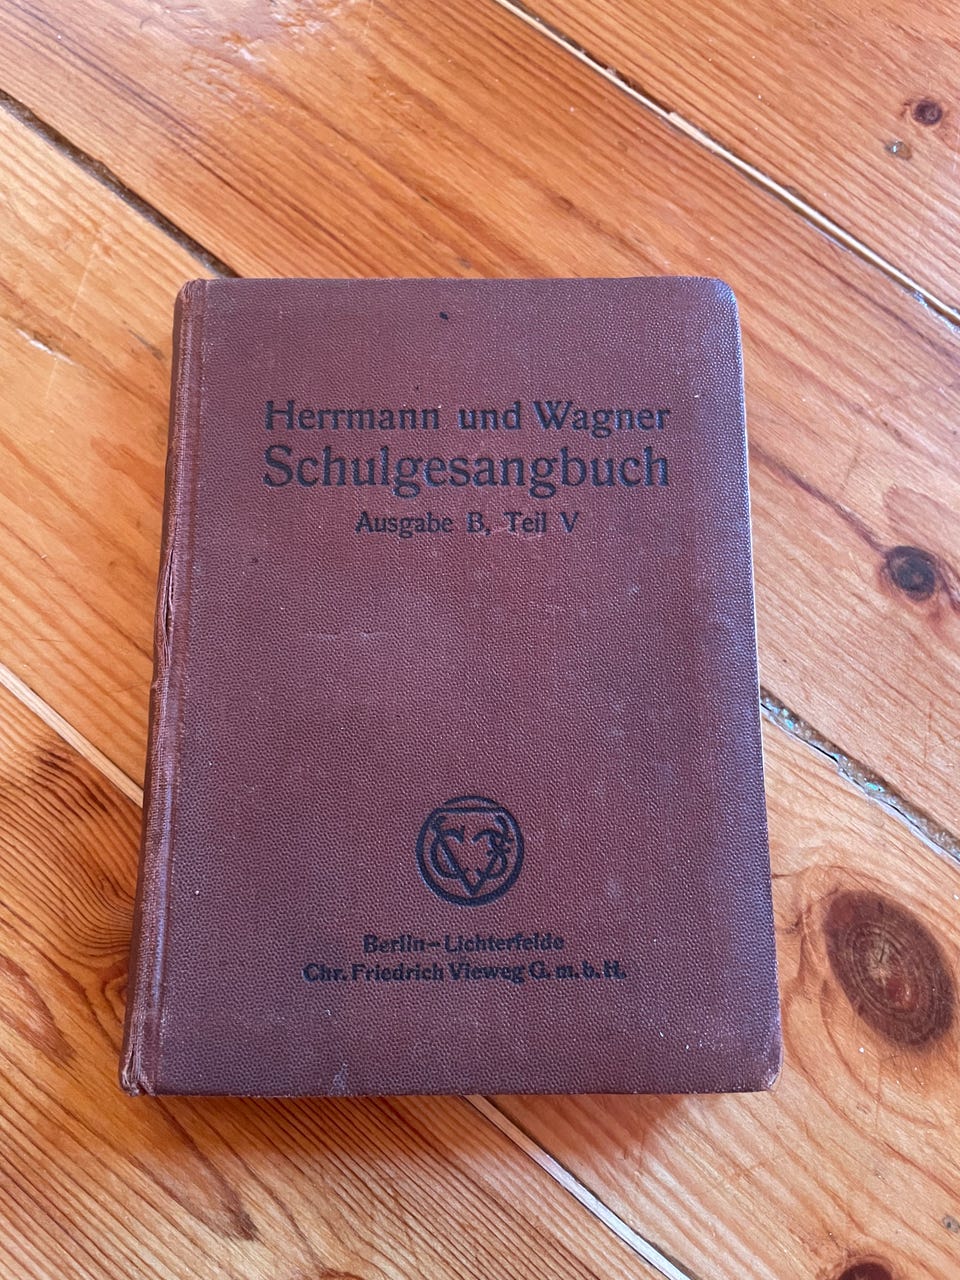 Herrmann und Wagner
Schulgesangbuch
Ausgabe B, Teil V
Berlin-Lichterfelde
Chr. Friedrich Vieweg G. m. b. H.